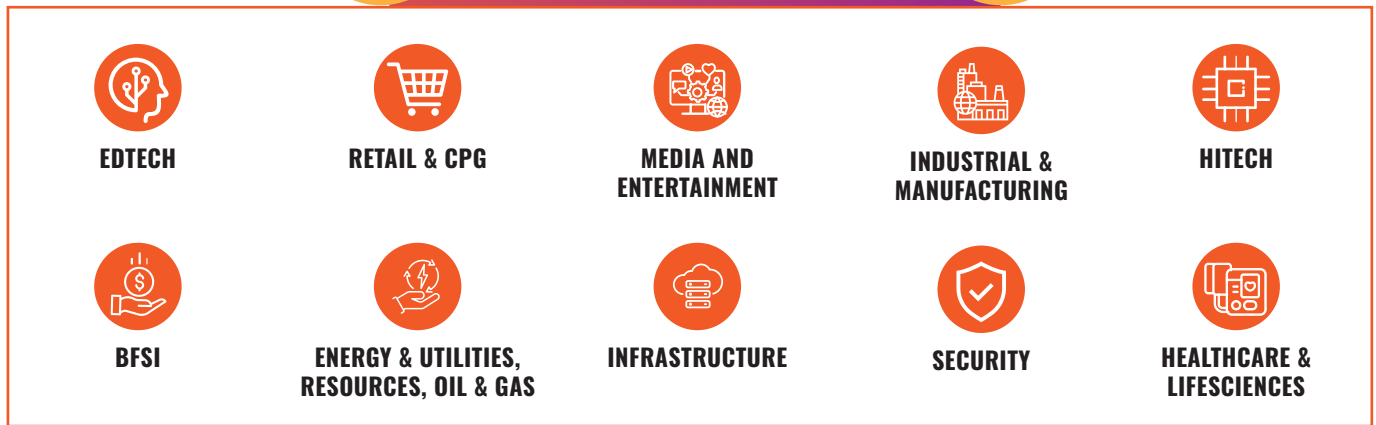 EDTECH
RETAIL & CPG
MEDIA AND
ENTERTAINMENT
INDUSTRIAL &
MANUFACTURING
HITECH
BFSI
ENERGY & UTILITIES,
RESOURCES, OIL & GAS
INFRASTRUCTURE
SECURITY
HEALTHCARE &
LIFESCIENCES